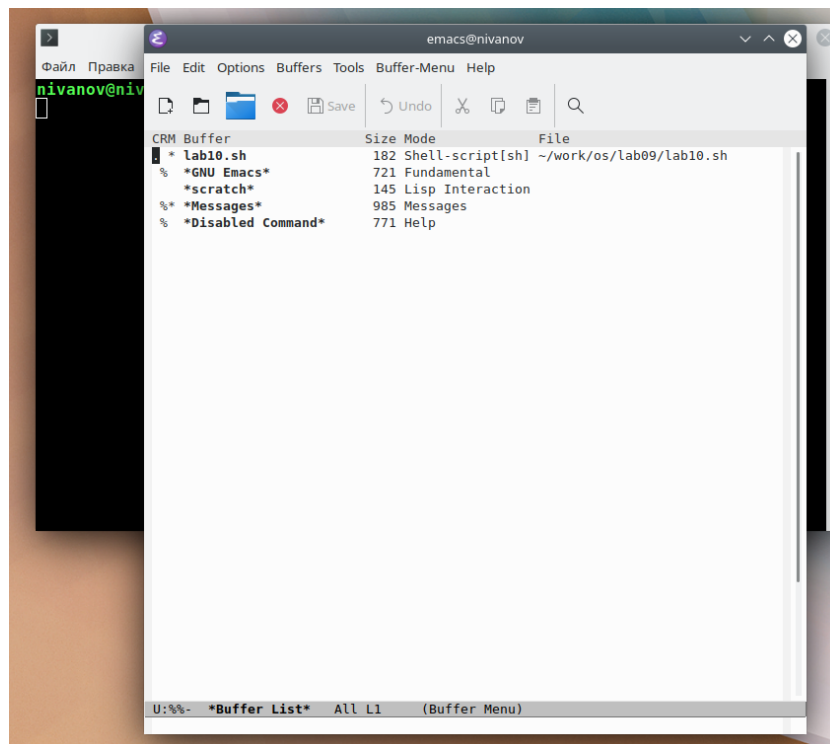 emacs@nivanov
Файл Правка
File Edit Options Buffers Tools Buffer-Menu Help
nivanov@niv
Save Undo
CRM Buffer Size Mode File
. * lab10.sh 182 Shell-script[sh] ~/work/os/lab09/lab10.sh
% *GNU Emacs* 721 Fundamental
*scratch* 145 Lisp Interaction
%* *Messages* 985 Messages
% *Disabled Command* 771 Help
U:%%- *Buffer List* All L1 (Buffer Menu)